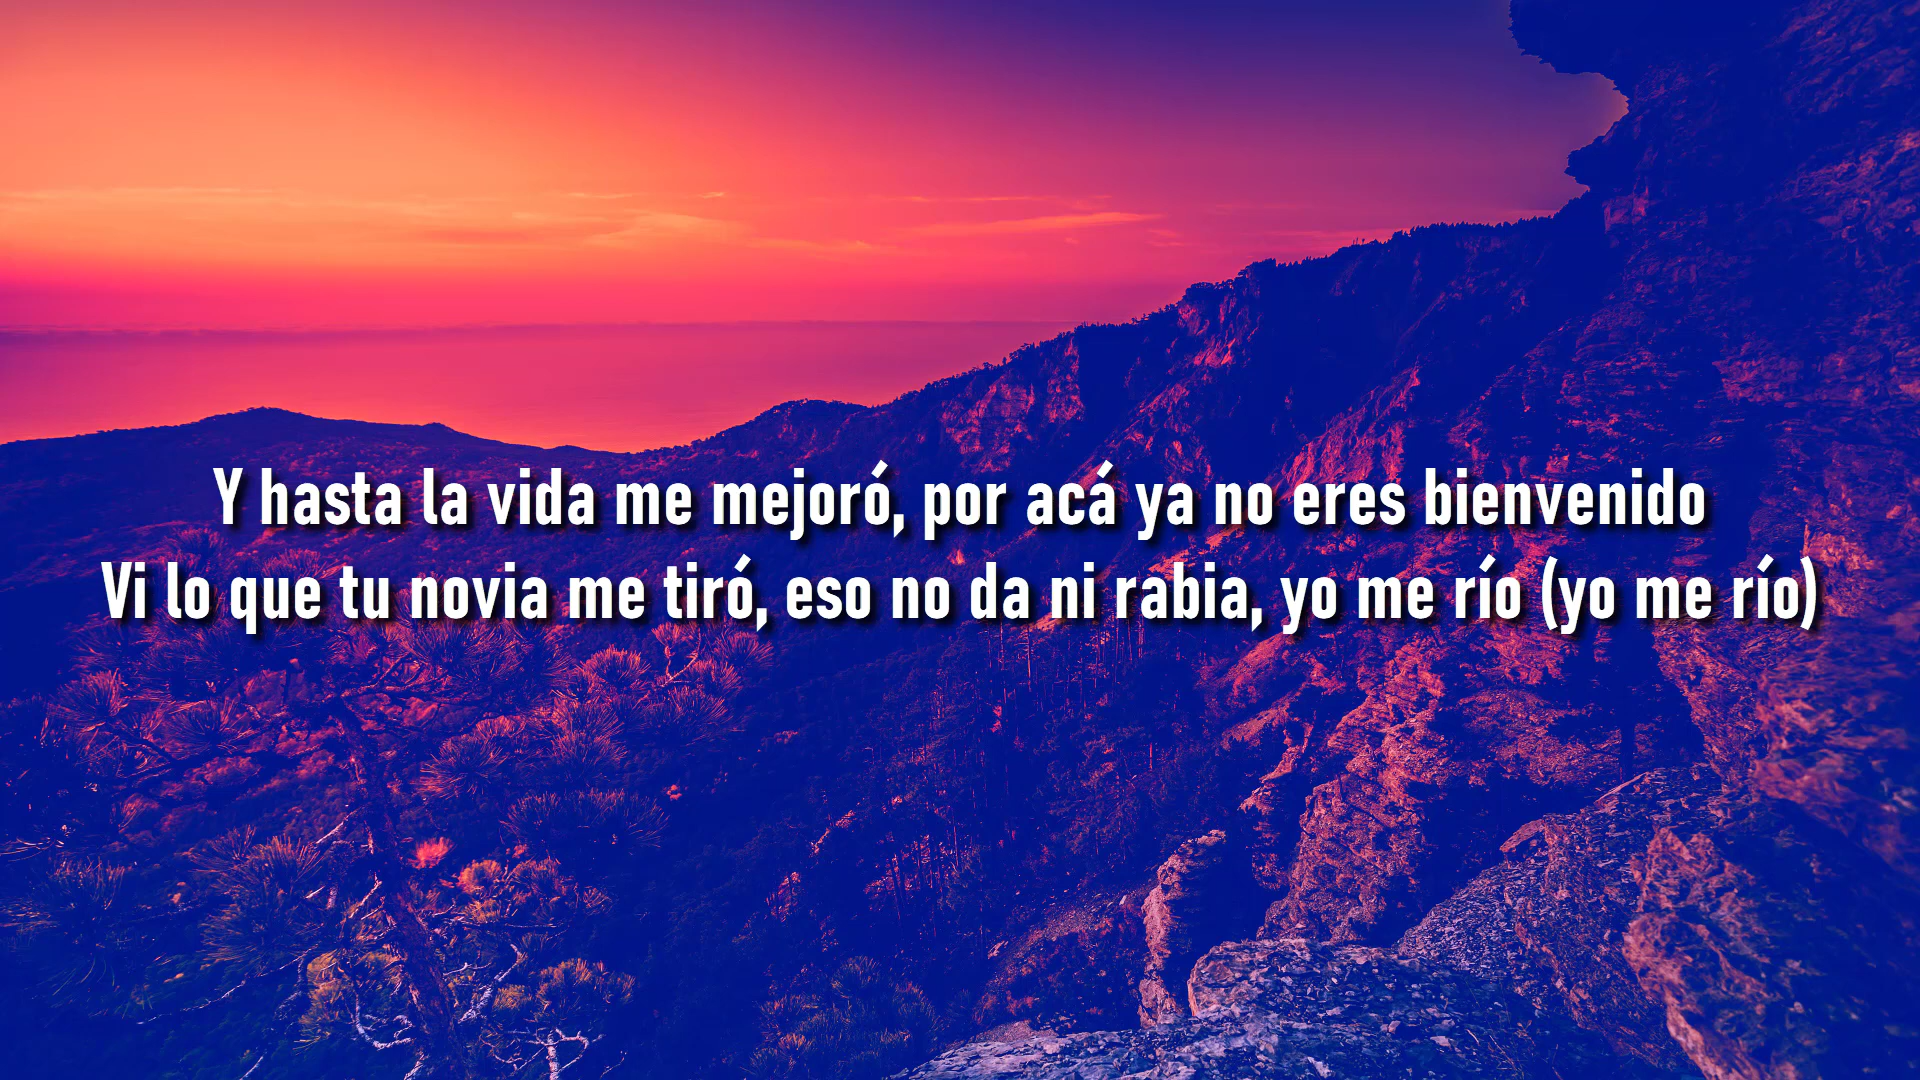 Y hasta la vida me mejoró, por acá ya no eres bienvenido
Vi lo que tu novia me tiró, eso no da ni rabia, yo me río (yo me río)